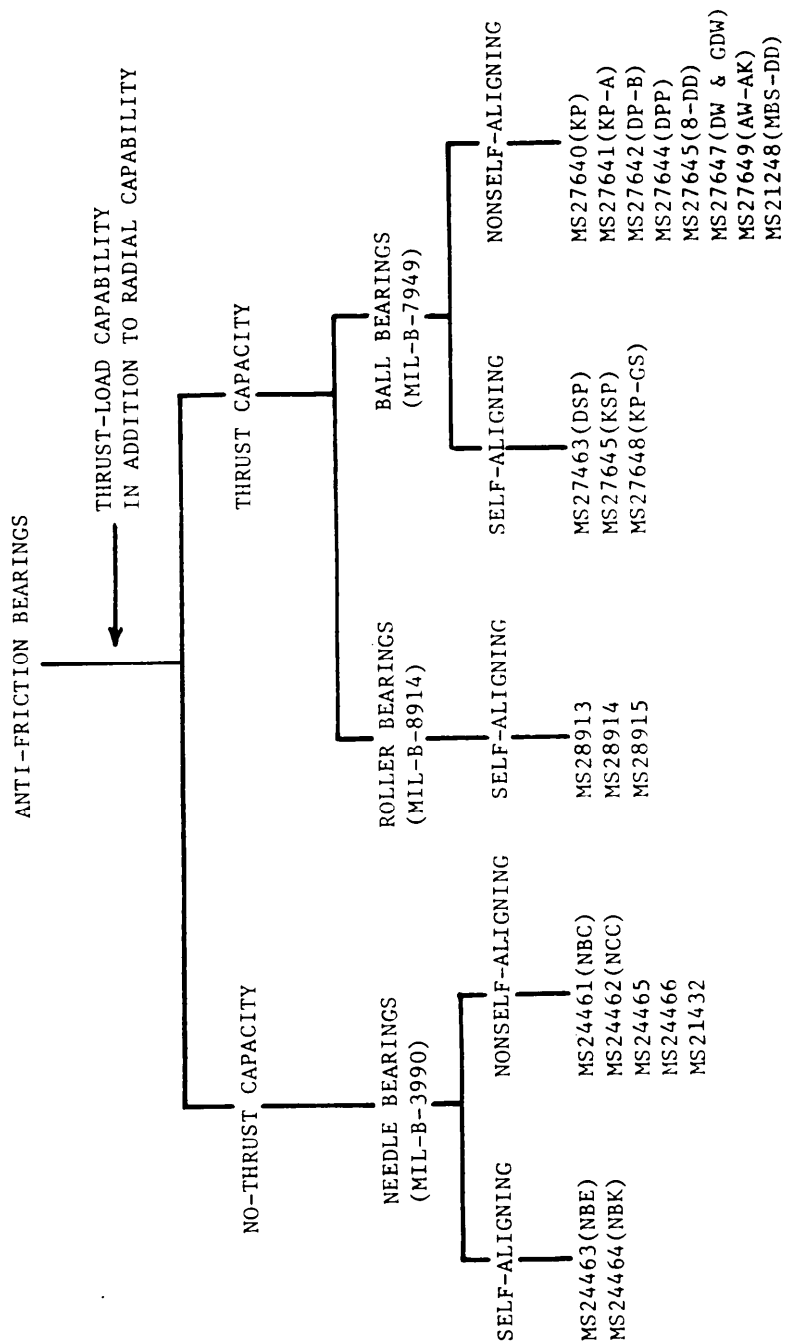 ANTI-FRICTION BEARINGS
THRUST-LOAD CAPABILITY
IN ADDITION TO RADIAL CAPABILITY
NO-THRUST CAPACITY
THRUST CAPACITY
NEEDLE BEARINGS
(MIL-B-3990)
ROLLER BEARINGS
(MIL-B-8914)
BALL BEARINGS
(MIL-B-7949)
SELF-ALIGNING
MS24463(NBE)
MS24464(NBK)
NONSELF-ALIGNING
MS24461(NBC)
MS24462(NCC)
MS24465
MS24466
MS21432
SELF-ALIGNING
MS28913
MS28914
MS28915
SELF-ALIGNING
MS27463(DSP)
MS27645(KSP)
MS27648(KP-GS)
NONSELF-ALIGNING
MS27640(KP)
MS27641(KP-A)
MS27642(DP-B)
MS27644(DPP)
MS27645(8-DD)
MS27647(DW & GDW)
MS27649(AW-AK)
MS21248(MBS-DD)